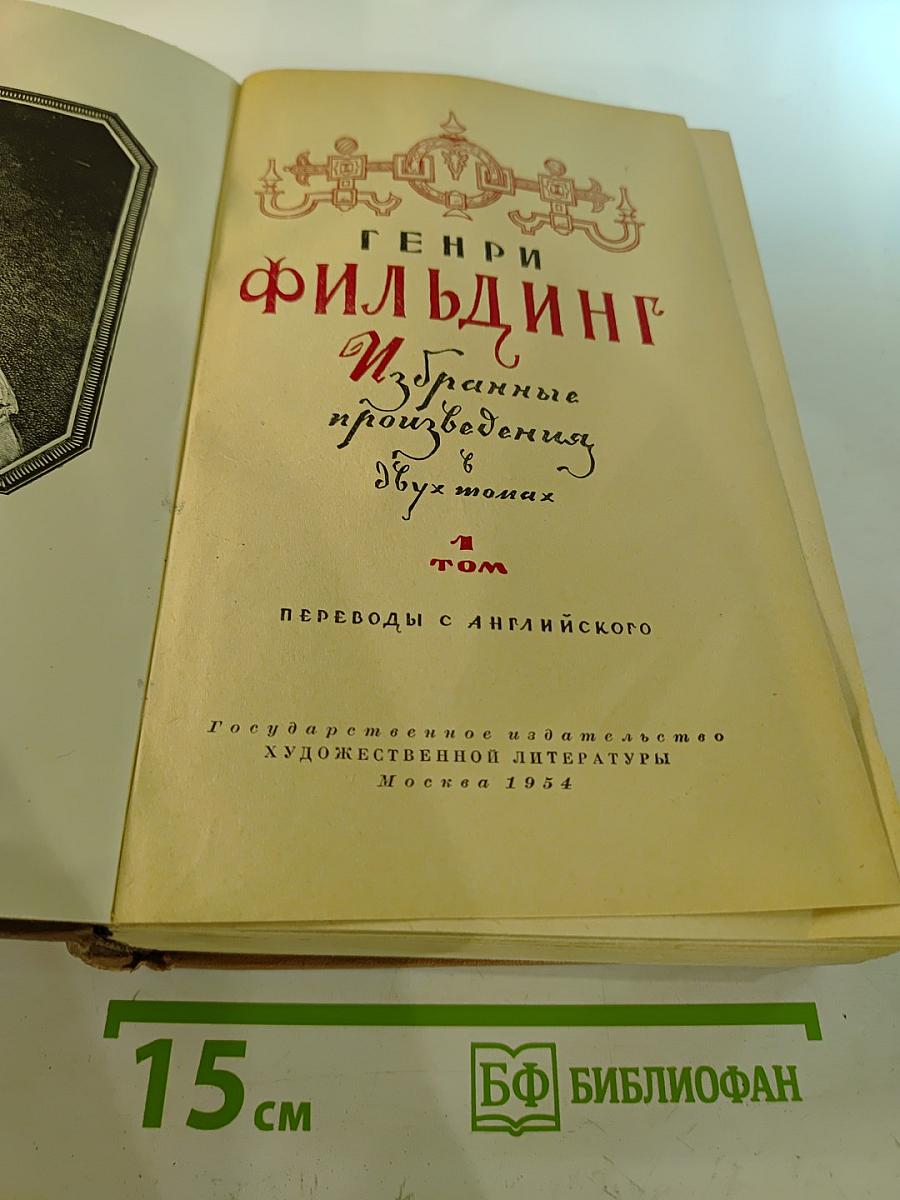 ГЕНРИ
ФИЛЬДИНГ
Избранные
произведения
в
двух томах
1
ТОМ
ПЕРЕВОДЫ С АНГЛИЙСКОГО
Государственное издательство
ХУДОЖЕСТВЕННОЙ ЛИТЕРАТУРЫ
Москва 1954
15 см
БФ БИБЛИОФАН